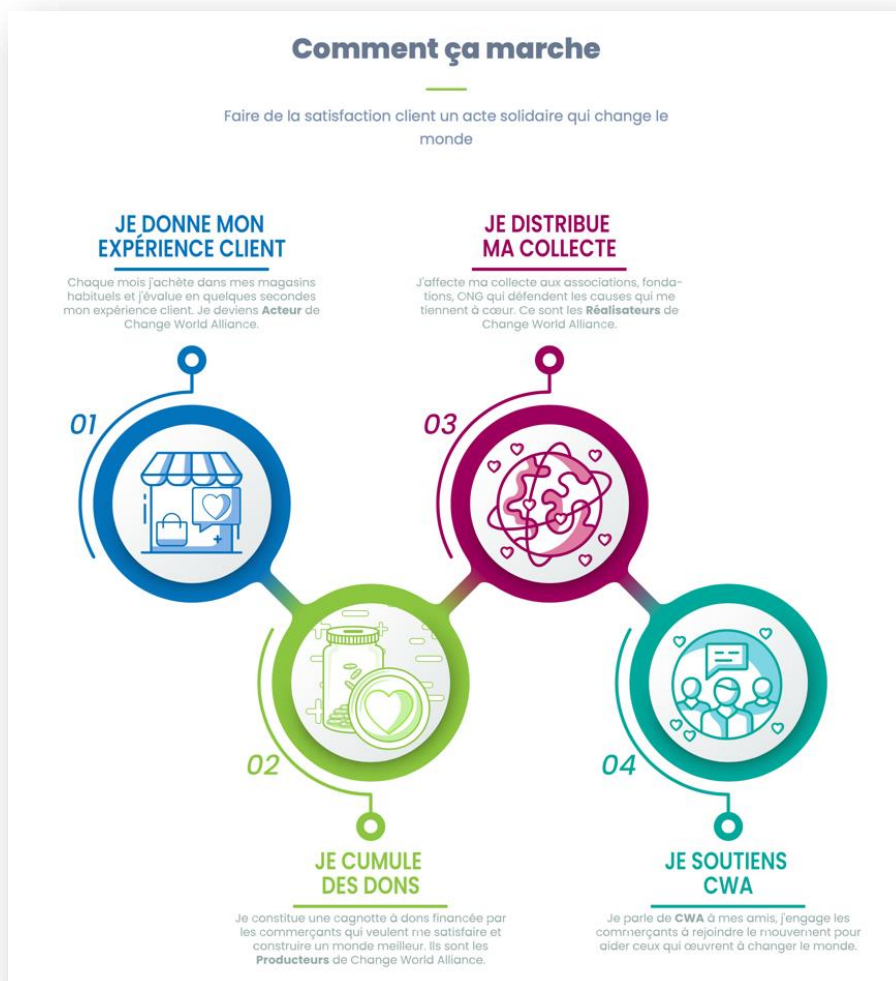 Comment ça marche
Faire de la satisfaction client un acte solidaire qui change le
monde
JE DONNE MON
EXPÉRIENCE CLIENT
Chaque mois j'achète dans mes magasins
habituels et j'évalue en quelques secondes
mon expérience client. Je deviens Acteur de
Change World Alliance.
01
JE CUMULE
DES DONS
Je constitue une cagnotte à dons financée par
les commerçants qui veulent me satisfaire et
construire un monde meilleur. Ils sont les
Producteurs de Change World Alliance.
02
JE DISTRIBUE
MA COLLECTE
J'affecte ma collecte aux associations, fonda-
tions, ONG qui défendent les causes qui me
tiennent à cœur. Ce sont les Réalisateurs de
Change World Alliance.
03
JE SOUTIENS
CWA
Je parle de CWA à mes amis, j'engage les
commerçants à rejoindre le mouvement pour
aider ceux qui œuvrent à changer le monde.
04